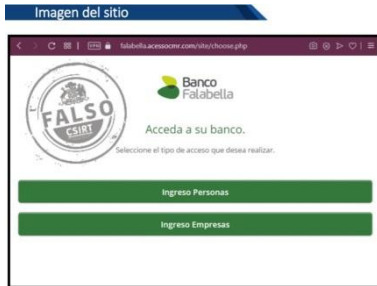 Imagen del sitio
VPN falabella.acessocmr.com/site/choose.php
FALSO
CSIRT
Banco
Falabella
Acceda a su banco.
Seleccione el tipo de acceso que desea realizar.
Ingreso Personas
Ingreso Empresas